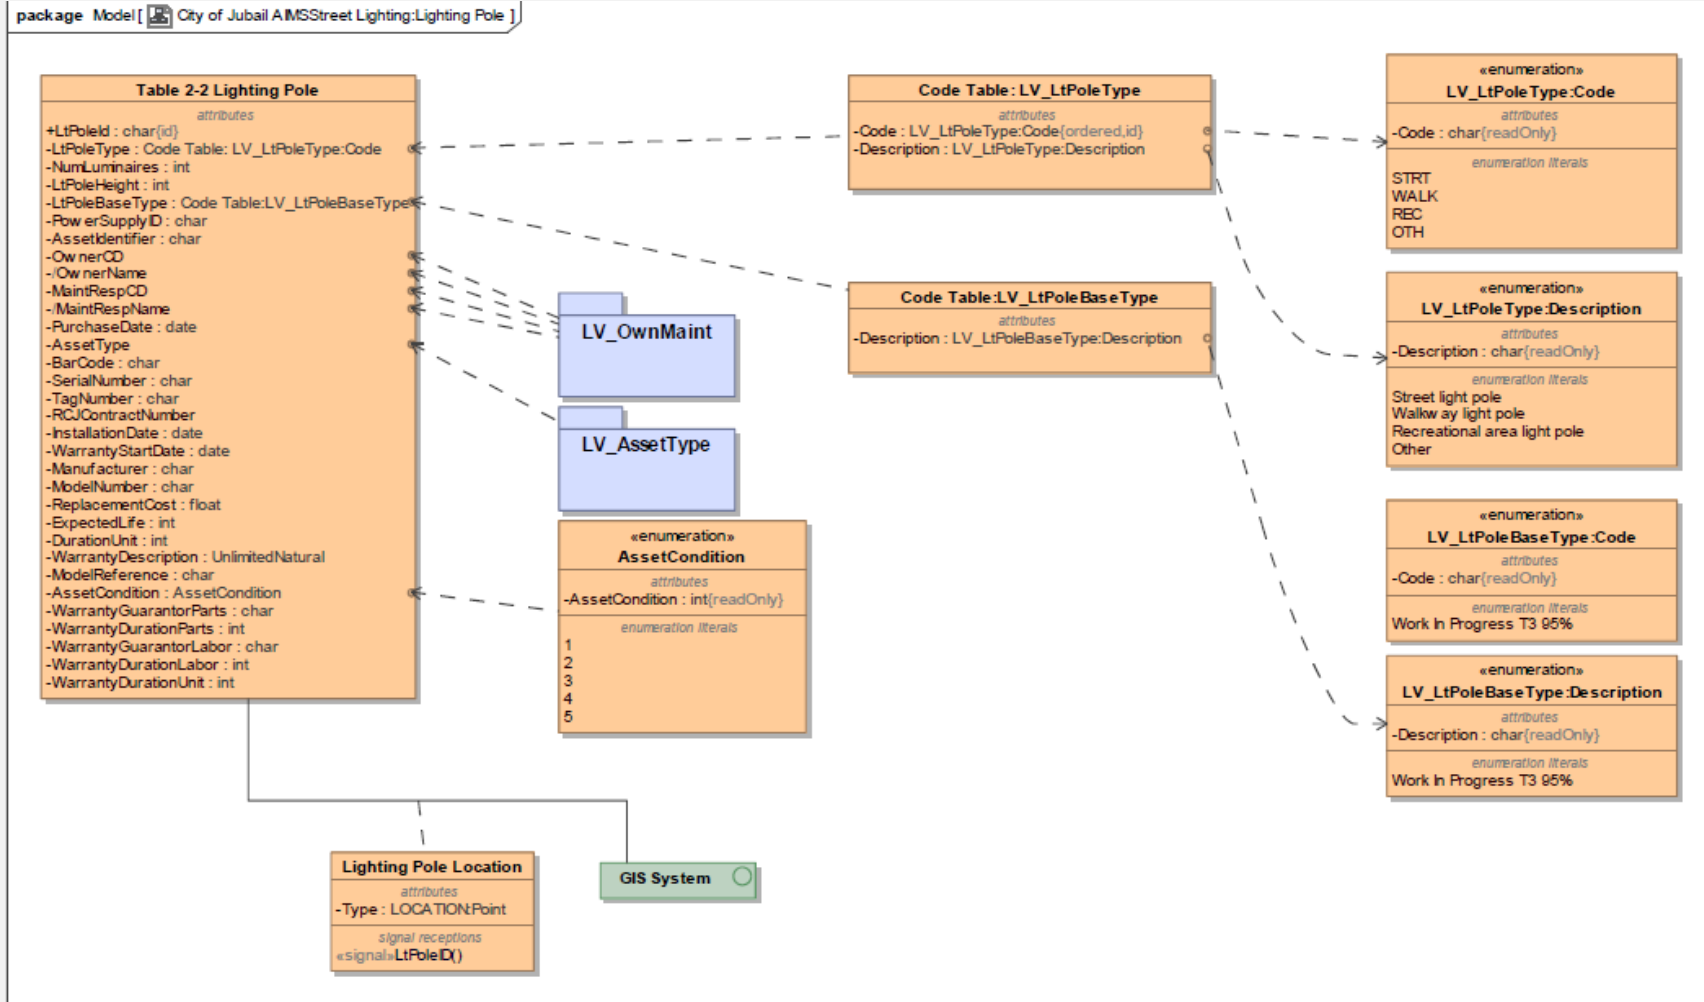 package Model [ City of Jubail AIMSStreet Lighting:Lighting Pole ]
Table 2-2 Lighting Pole
attributes
+LtPoleId : char{id}
-LtPoleType : Code Table: LV_LtPoleType:Code
-NumLuminaires : int
-LtPoleHeight : int
-LtPoleBaseType : Code Table:LV_LtPoleBaseType
-PowerSupplyID : char
-AssetIdentifier : char
-OwnerCD
-/OwnerName
-MaintRespCD
-/MaintRespName
-PurchaseDate : date
-AssetType
-BarCode : char
-SerialNumber : char
-TagNumber : char
-RCJContractNumber
-InstallationDate : date
-WarrantyStartDate : date
-Manufacturer : char
-ModelNumber : char
-ReplacementCost : float
-ExpectedLife : int
-DurationUnit : int
-WarrantyDescription : UnlimitedNatural
-ModelReference : char
-AssetCondition : AssetCondition
-WarrantyGuarantorParts : char
-WarrantyDurationParts : int
-WarrantyGuarantorLabor : char
-WarrantyDurationLabor : int
-WarrantyDurationUnit : int
LV_OwnMaint
LV_AssetType
«enumeration»
AssetCondition
attributes
-AssetCondition : int{readOnly}
enumeration literals
1
2
3
4
5
Lighting Pole Location
attributes
-Type : LOCATION:Point
signal receptions
«signal»LtPoleID()
GIS System
Code Table: LV_LtPoleType
attributes
-Code : LV_LtPoleType:Code{ordered,id}
-Description : LV_LtPoleType:Description
Code Table:LV_LtPoleBaseType
attributes
-Description : LV_LtPoleBaseType:Description
«enumeration»
LV_LtPoleType:Code
attributes
-Code : char{readOnly}
enumeration literals
STRT
WALK
REC
OTH
«enumeration»
LV_LtPoleType:Description
attributes
-Description : char{readOnly}
enumeration literals
Street light pole
Walkway light pole
Recreational area light pole
Other
«enumeration»
LV_LtPoleBaseType:Code
attributes
-Code : char{readOnly}
enumeration literals
Work In Progress T3 95%
«enumeration»
LV_LtPoleBaseType:Description
attributes
-Description : char{readOnly}
enumeration literals
Work In Progress T3 95%